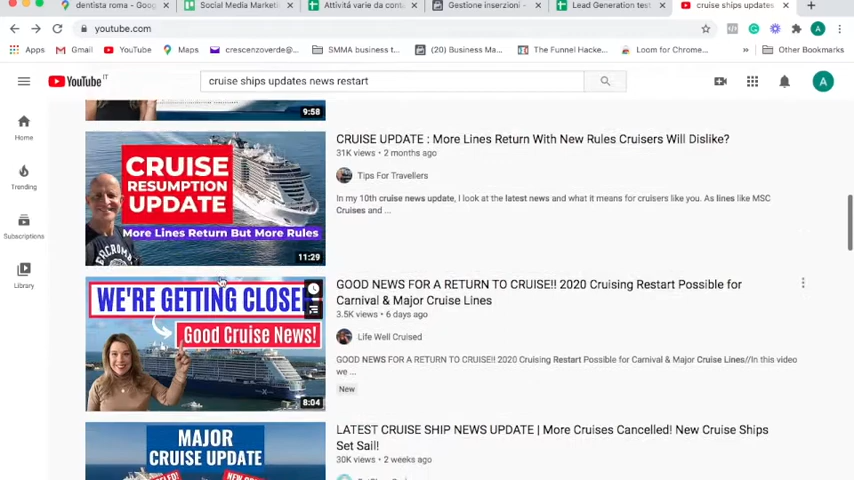 dentista roma - Goog
Social Media Marketi
Attivitá varie da cont
Gestione inserzioni -
Lead Generation test
cruise ships updates
youtube.com
Apps
Gmail
YouTube
Maps
crescenzoverde@...
SMMA business t...
(20) Business Ma...
The Funnel Hacke...
Loom for Chrome...
»
Other Bookmarks
YouTube IT
cruise ships updates news restart
A
Home
Trending
Subscriptions
Library
9:58
CRUISE
RESUMPTION
UPDATE
More Lines Return But More Rules
11:29
CRUISE UPDATE : More Lines Return With New Rules Cruisers Will Dislike?
31K views • 2 months ago
Tips For Travellers
In my 10th cruise news update, I look at the latest news and what it means for cruisers like you. As lines like MSC
Cruises and ...
WE'RE GETTING CLOSE
Good Cruise News!
8:04
GOOD NEWS FOR A RETURN TO CRUISE!! 2020 Cruising Restart Possible for
Carnival & Major Cruise Lines
3.5K views • 6 days ago
Life Well Cruised
GOOD NEWS FOR A RETURN TO CRUISE!! 2020 Cruising Restart Possible for Carnival & Major Cruise Lines//In this video
we ...
New
MAJOR
CRUISE UPDATE
LATEST CRUISE SHIP NEWS UPDATE | More Cruises Cancelled! New Cruise Ships
Set Sail!
30K views • 2 weeks ago